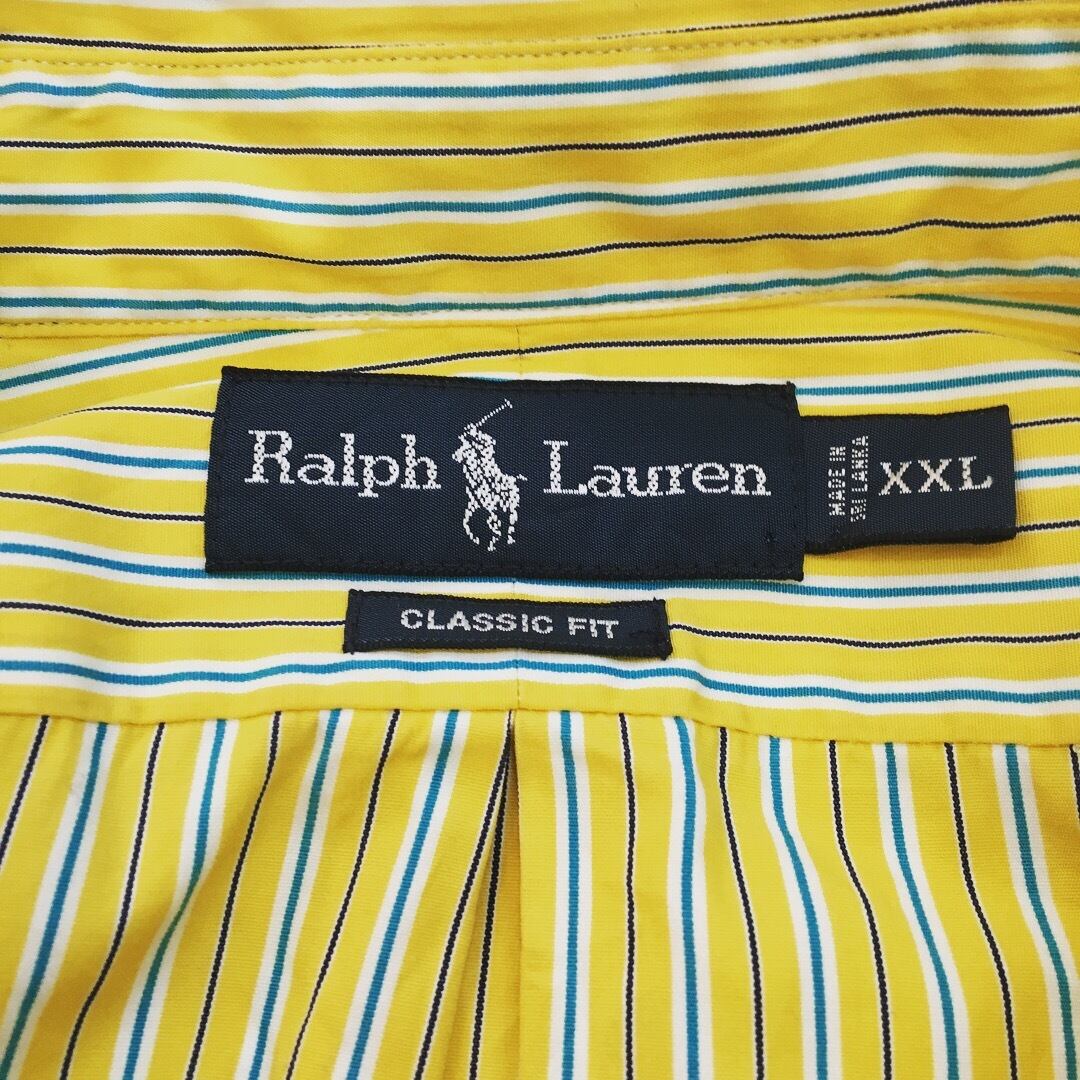 Ralph Lauren
MADE IN
SRI LANKA
XXL
CLASSIC FIT